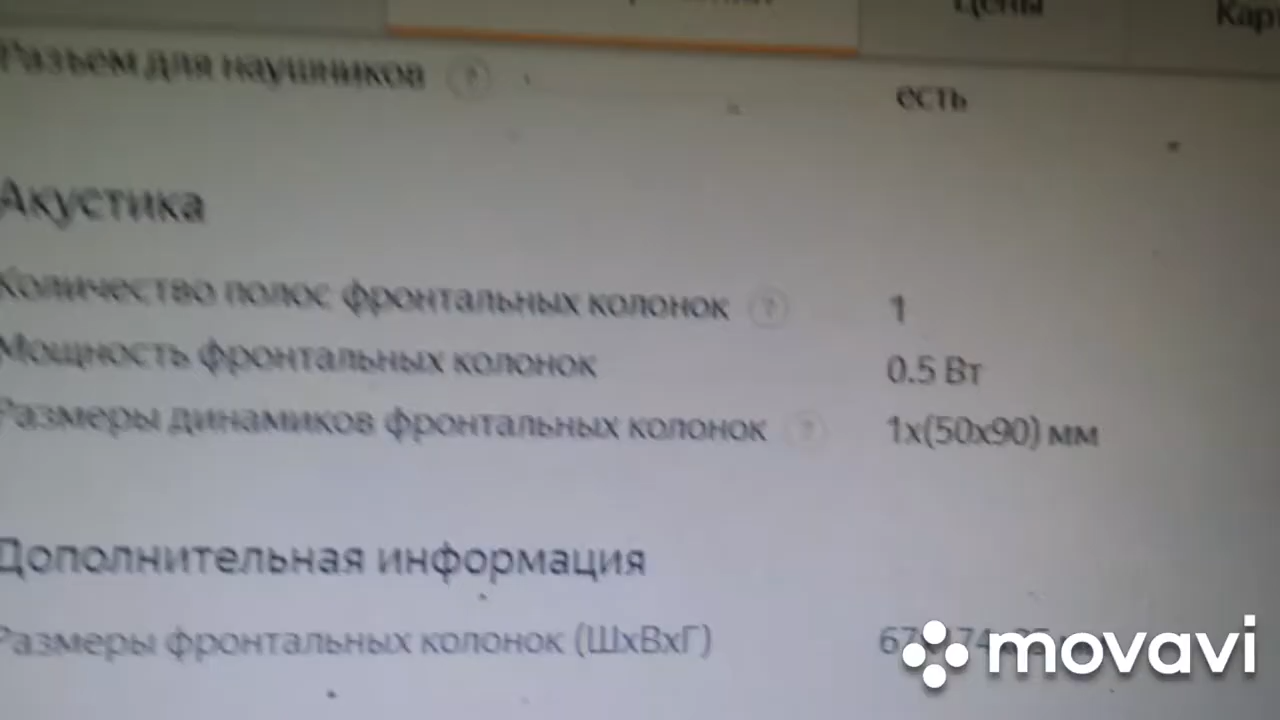 Цены
Разъем для наушников ? есть
Акустика
Количество полос фронтальных колонок ? 1
Мощность фронтальных колонок 0.5 Вт
Размеры динамиков фронтальных колонок ? 1x(50x90) мм
Дополнительная информация
Размеры фронтальных колонок (ШxВxГ)
movavi